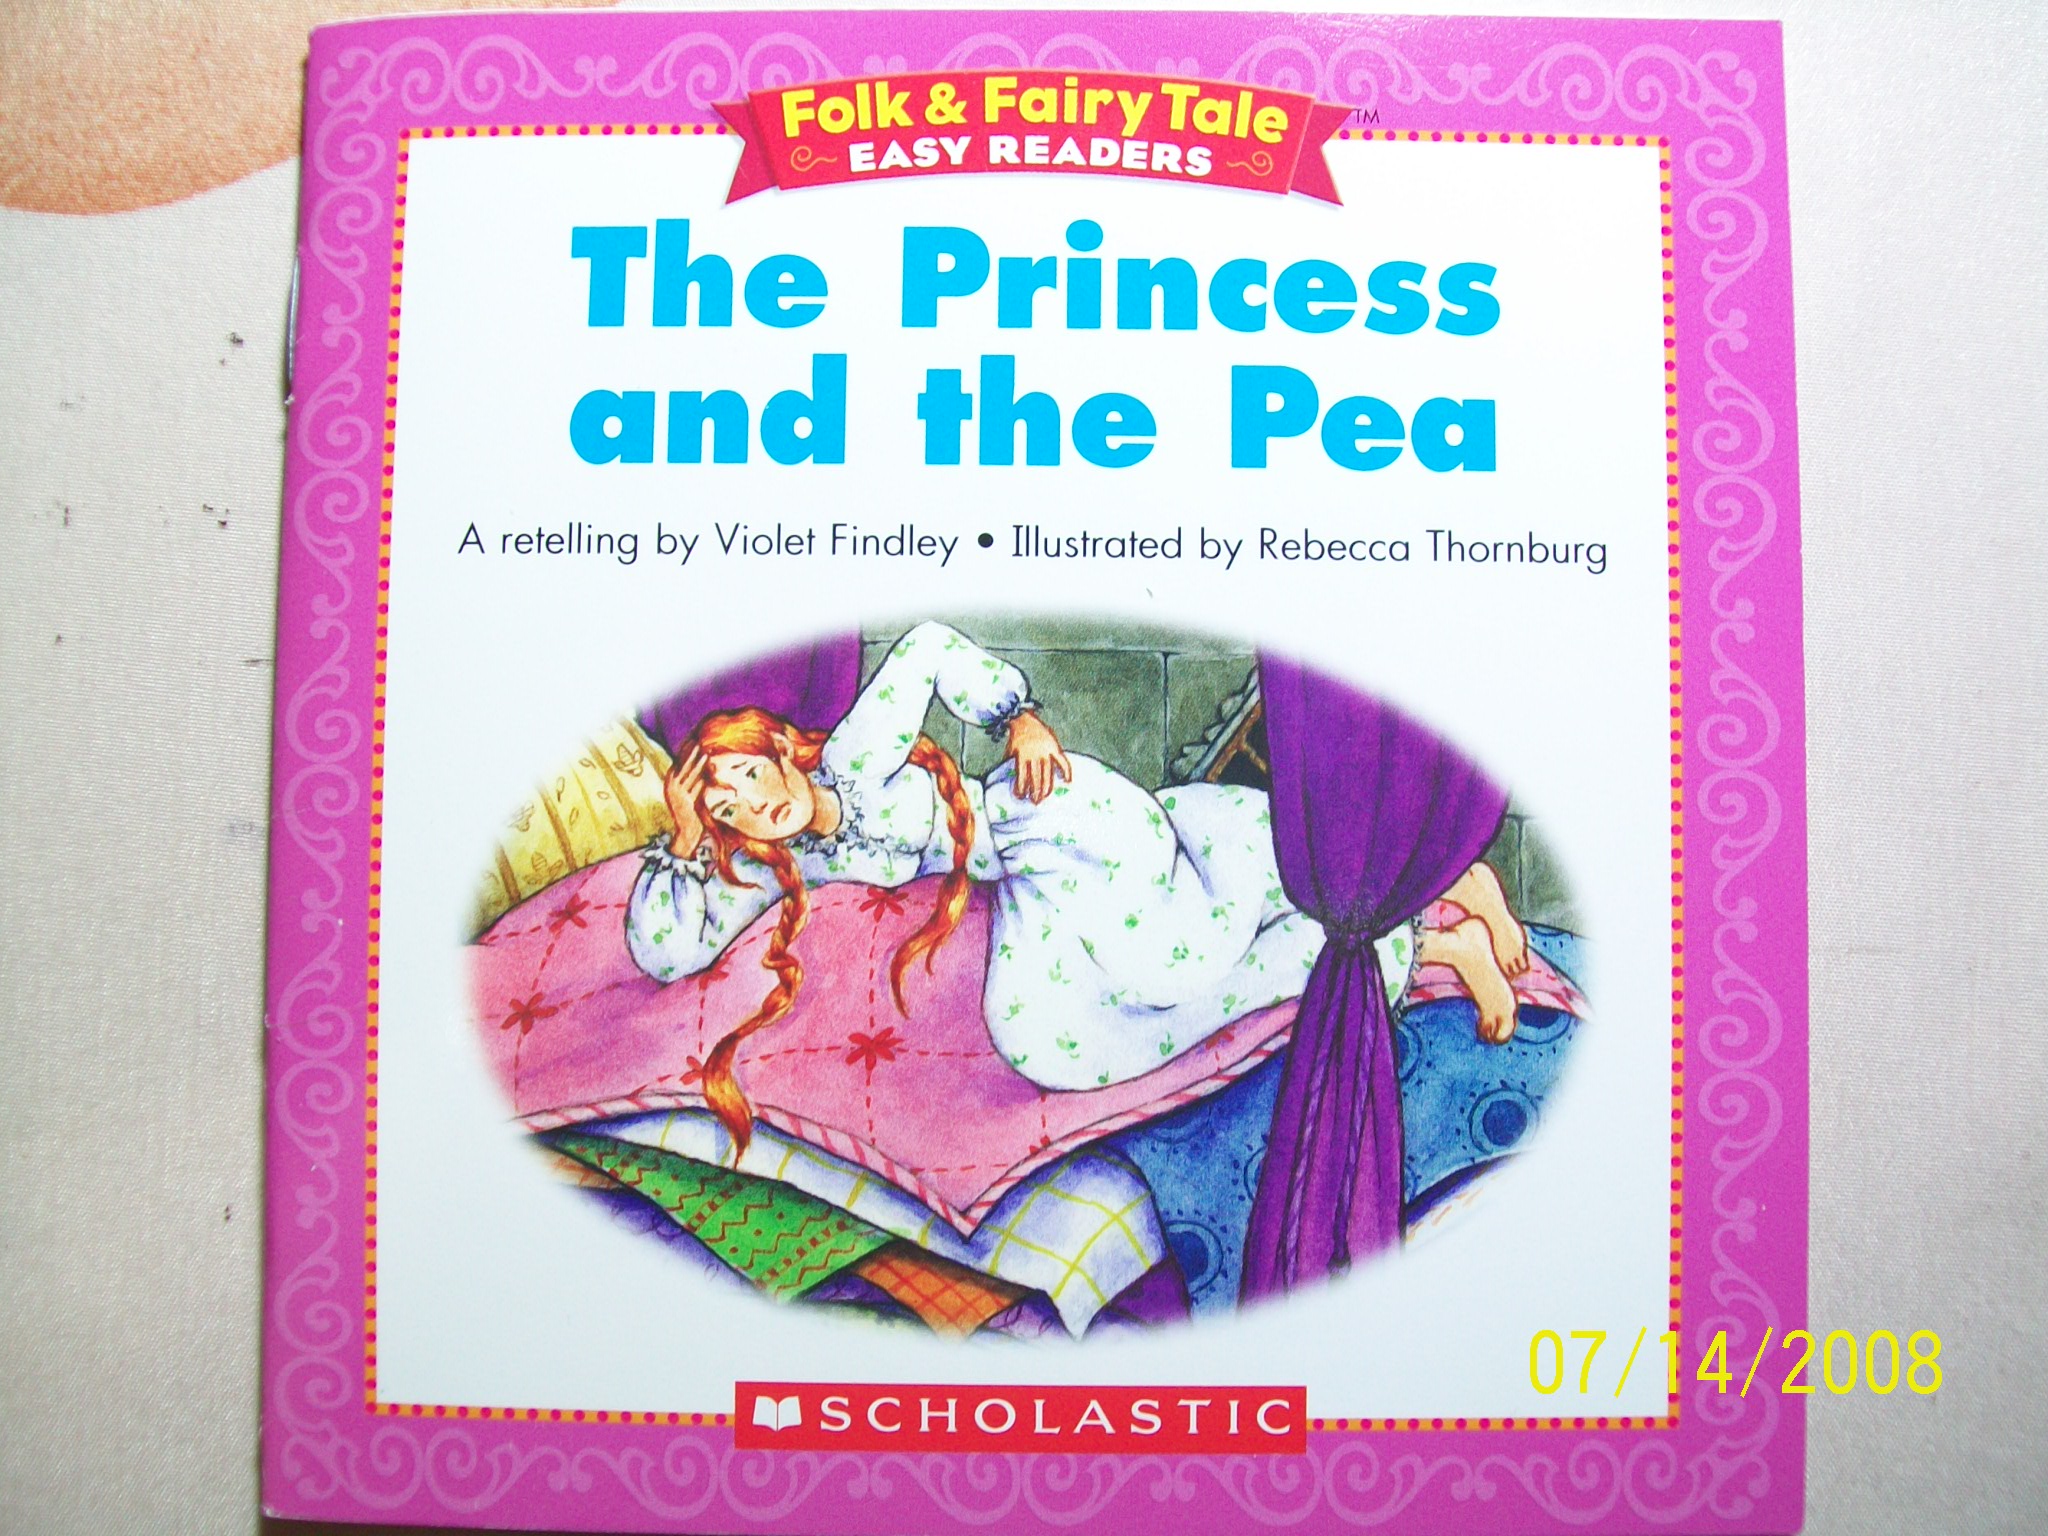 Folk & Fairy Tale ™
EASY READERS
The Princess
and the Pea
A retelling by Violet Findley • Illustrated by Rebecca Thornburg
SCHOLASTIC
07/14/2008